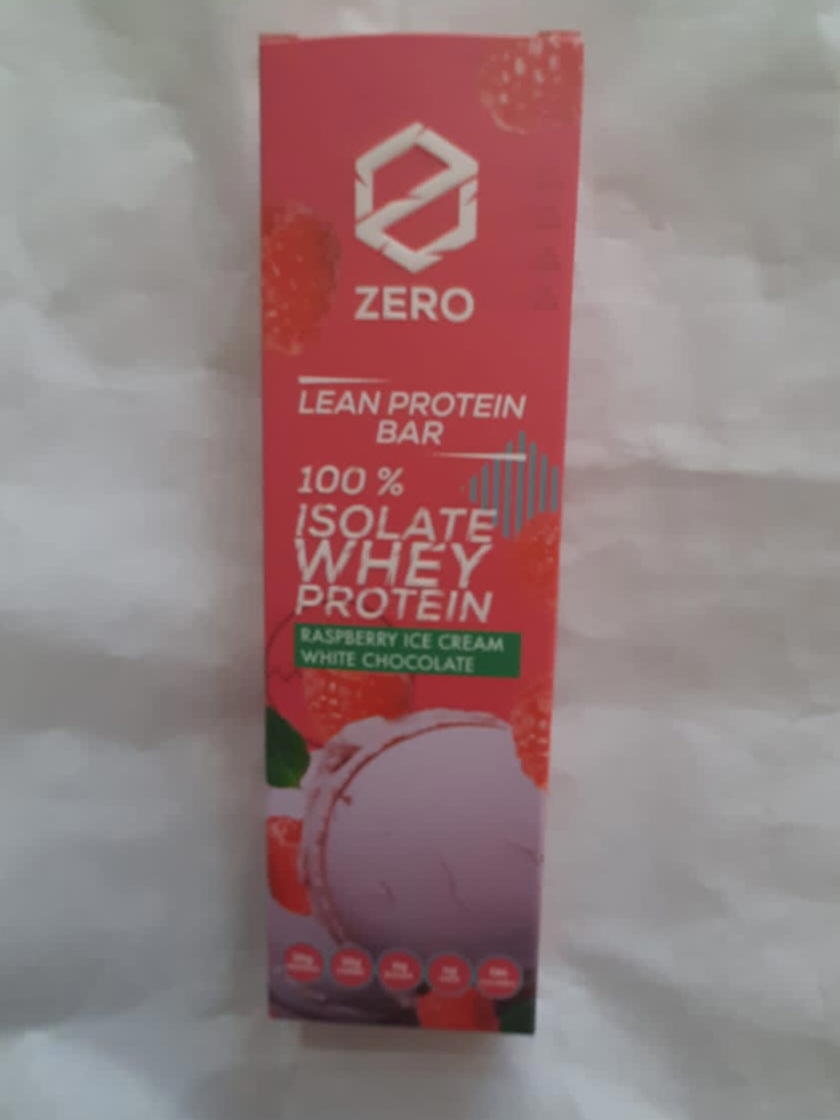 ZERO
LEAN PROTEIN
BAR
100 %
ISOLATE
WHEY
PROTEIN
RASPBERRY ICE CREAM
WHITE CHOCOLATE